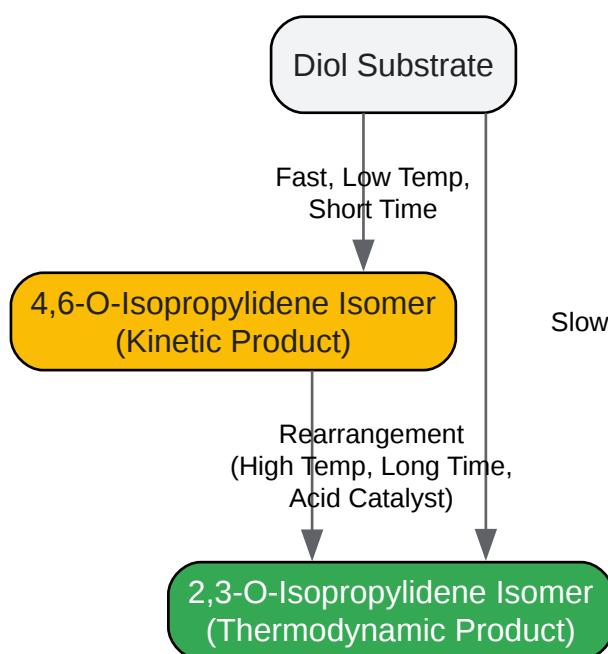 Diol Substrate
Fast, Low Temp,
Short Time
4,6-O-Isopropylidene Isomer
(Kinetic Product)
Slow
Rearrangement
(High Temp, Long Time,
Acid Catalyst)
2,3-O-Isopropylidene Isomer
(Thermodynamic Product)